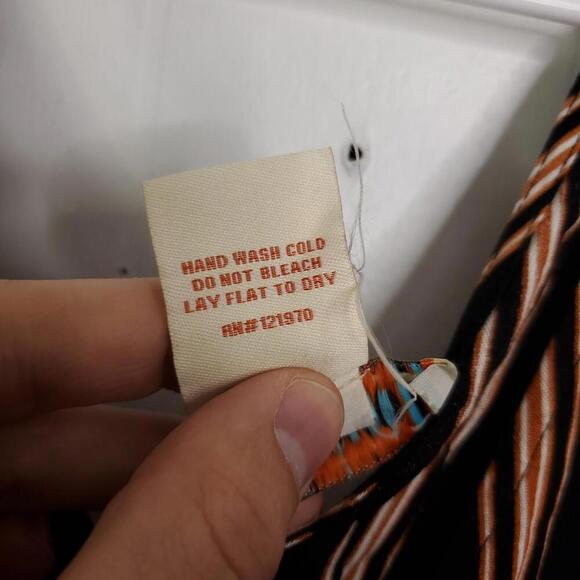 HAND WASH COLD
DO NOT BLEACH
LAY FLAT TO DRY
RN#121970